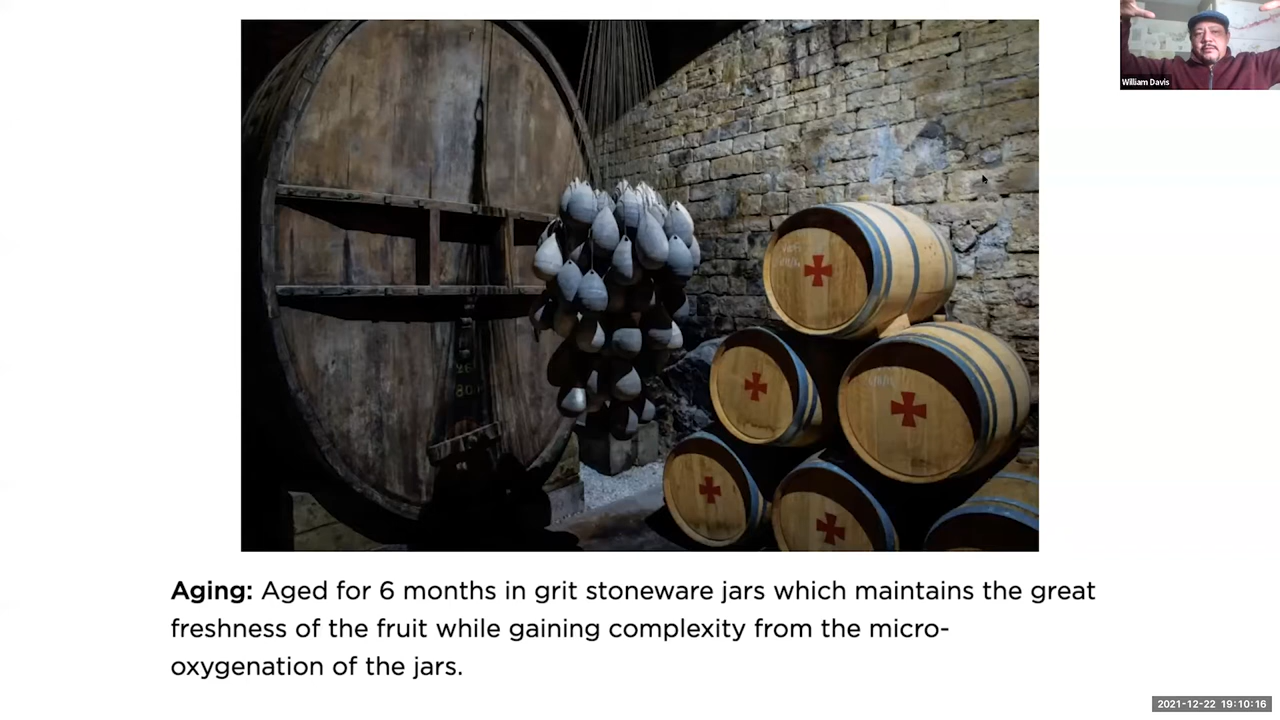 William Davis
Aging: Aged for 6 months in grit stoneware jars which maintains the great
freshness of the fruit while gaining complexity from the micro-
oxygenation of the jars.
2021-12-22 19:10:16